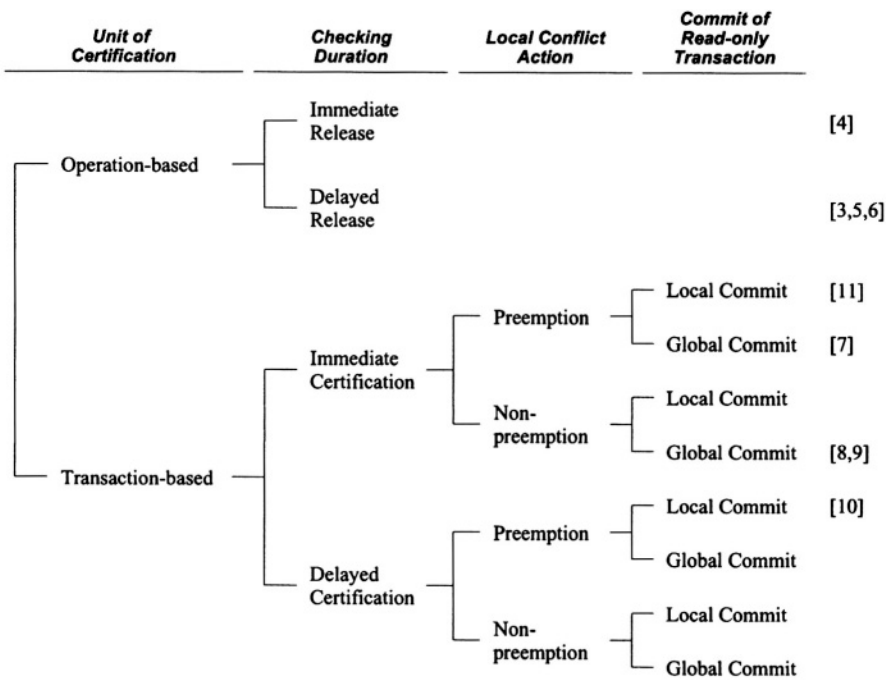 Unit of Certification
Checking Duration
Local Conflict Action
Commit of Read-only Transaction
Operation-based
Immediate Release
[4]
Delayed Release
[3,5,6]
Transaction-based
Immediate Certification
Preemption
Local Commit [11]
Global Commit [7]
Non-preemption
Local Commit
Global Commit [8,9]
Delayed Certification
Preemption
Local Commit [10]
Global Commit
Non-preemption
Local Commit
Global Commit